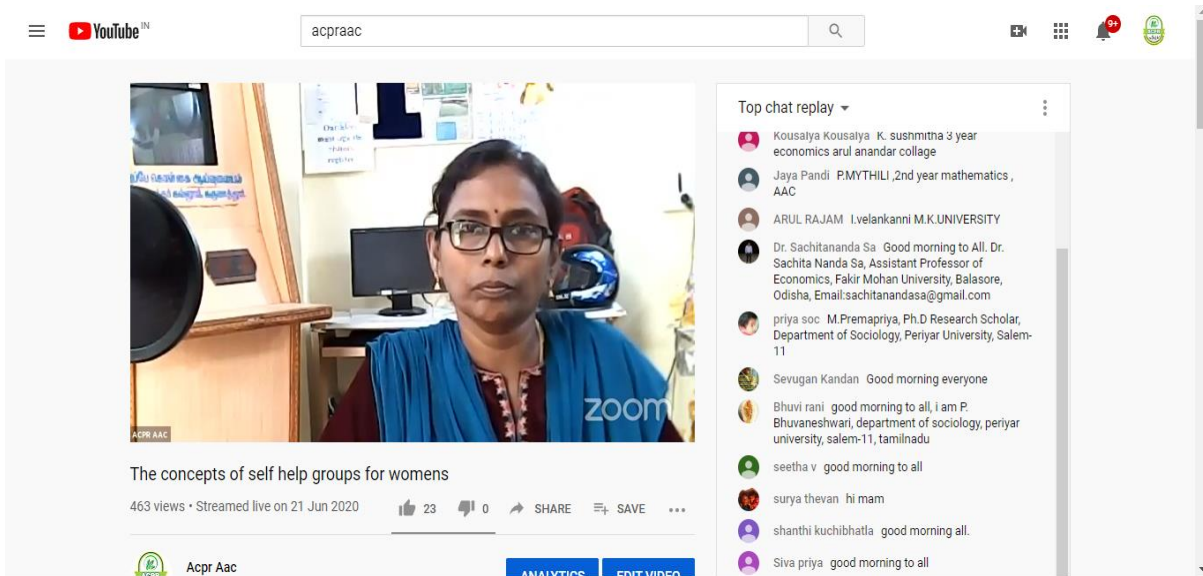 YouTube IN
acpraac
9+
Top chat replay
Kousalya Kousalya K. sushmitha 3 year
economics arul anandar collage
Jaya Pandi P.MYTHILI ,2nd year mathematics ,
AAC
ARUL RAJAM I.velankanni M.K.UNIVERSITY
Dr. Sachitananda Sa Good morning to All. Dr.
Sachita Nanda Sa, Assistant Professor of
Economics, Fakir Mohan University, Balasore,
Odisha, Email:sachitanandasa@gmail.com
priya soc M.Premapriya, Ph.D Research Scholar,
Department of Sociology, Periyar University, Salem-
11
Sevugan Kandan Good morning everyone
Bhuvi rani good morning to all, i am P.
Bhuvaneshwari, department of sociology, periyar
university, salem-11, tamilnadu
seetha v good morning to all
surya thevan hi mam
shanthi kuchibhatla good morning all.
Siva priya good morning to all
zoom
ACPR AAC
The concepts of self help groups for womens
463 views • Streamed live on 21 Jun 2020
23
0
SHARE
SAVE
Acpr Aac
ANALYTICS
EDIT VIDEO